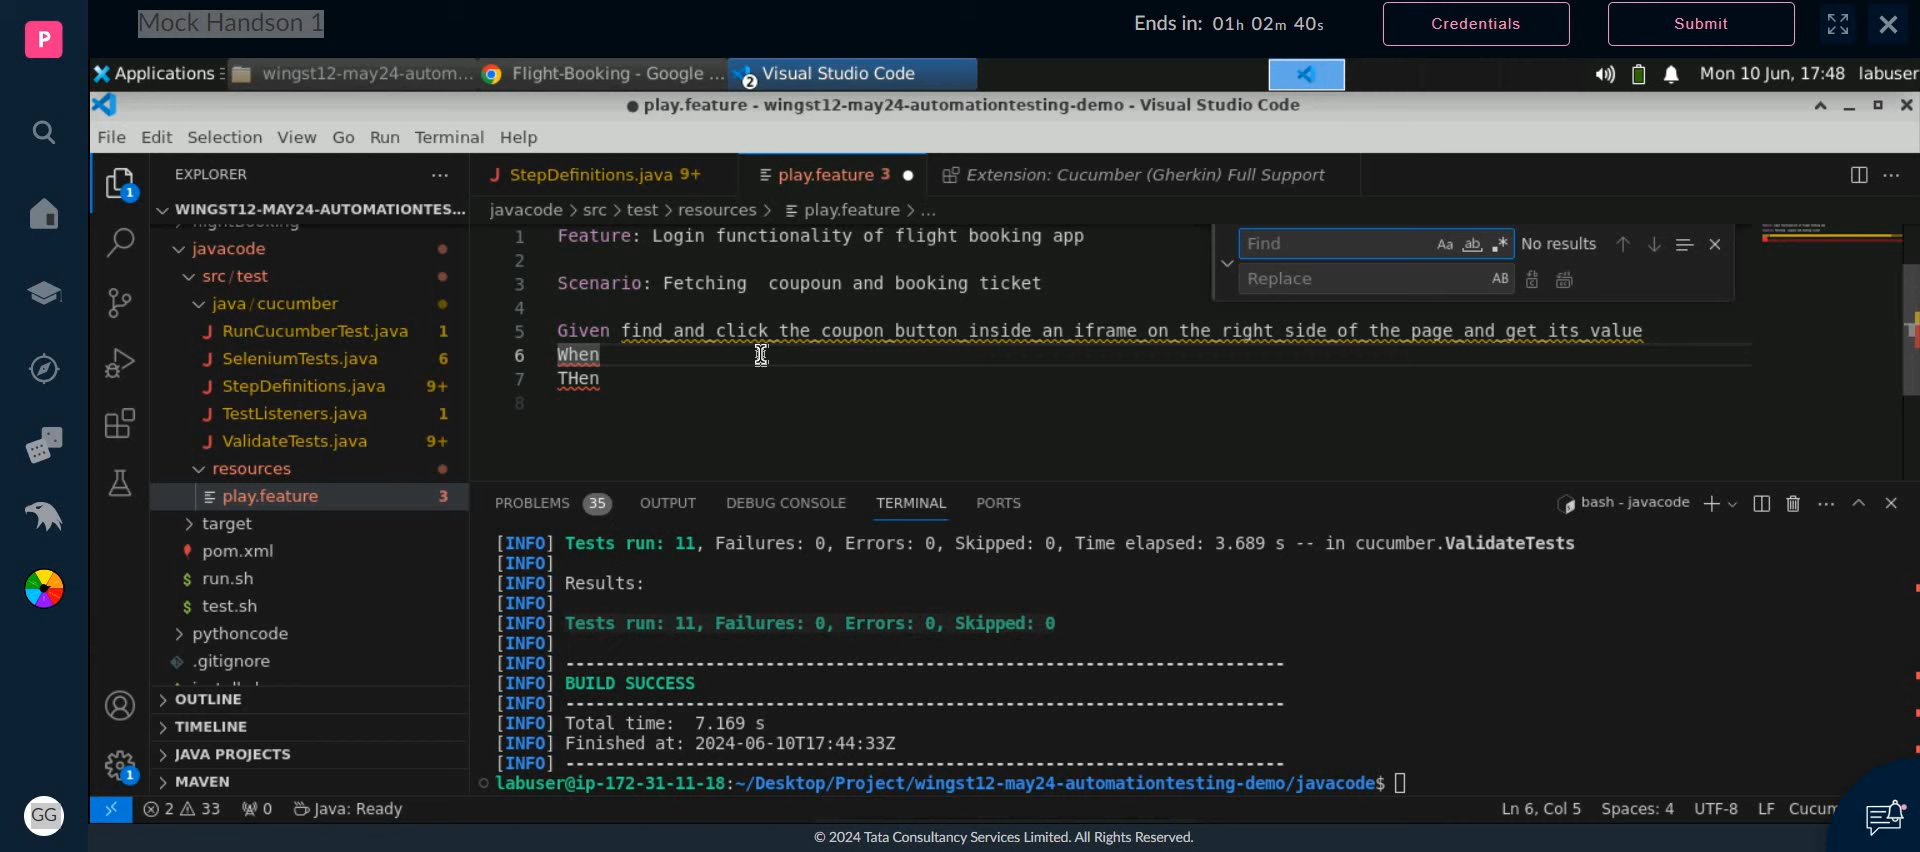 P
Mock Handson 1
Ends in: 01h 02m 40s
Credentials
Submit
Applications
wingst12-may24-autom...
Flight-Booking - Google ...
2
Visual Studio Code
Mon 10 Jun, 17:48
labuser
● play.feature - wingst12-may24-automationtesting-demo - Visual Studio Code
File Edit Selection View Go Run Terminal Help
EXPLORER
StepDefinitions.java 9+
play.feature 3
Extension: Cucumber (Gherkin) Full Support
WINGST12-MAY24-AUTOMATIONTES...
javacode > src > test > resources > play.feature > ...
javacode
src/test
java/cucumber
RunCucumberTest.java 1
SeleniumTests.java 6
StepDefinitions.java 9+
TestListeners.java 1
ValidateTests.java 9+
resources
play.feature 3
target
pom.xml
run.sh
test.sh
pythoncode
.gitignore
OUTLINE
TIMELINE
JAVA PROJECTS
MAVEN
1
1
1 Feature: Login functionality of flight booking app
2
3 Scenario: Fetching  coupoun and booking ticket
4
5 Given find and click the coupon button inside an iframe on the right side of the page and get its value
6 When
7 THen
8
Find
Aa ab
No results
Replace
AB
PROBLEMS 35 OUTPUT DEBUG CONSOLE TERMINAL PORTS
bash - javacode
[INFO] Tests run: 11, Failures: 0, Errors: 0, Skipped: 0, Time elapsed: 3.689 s -- in cucumber.ValidateTests
[INFO]
[INFO] Results:
[INFO]
[INFO] Tests run: 11, Failures: 0, Errors: 0, Skipped: 0
[INFO]
[INFO] ------------------------------------------------------------------------
[INFO] BUILD SUCCESS
[INFO] ------------------------------------------------------------------------
[INFO] Total time:  7.169 s
[INFO] Finished at: 2024-06-10T17:44:33Z
[INFO] ------------------------------------------------------------------------
labuser@ip-172-31-11-18:~/Desktop/Project/wingst12-may24-automationtesting-demo/javacode$
GG
2 33 0 Java: Ready
Ln 6, Col 5 Spaces: 4 UTF-8 LF
© 2024 Tata Consultancy Services Limited. All Rights Reserved.